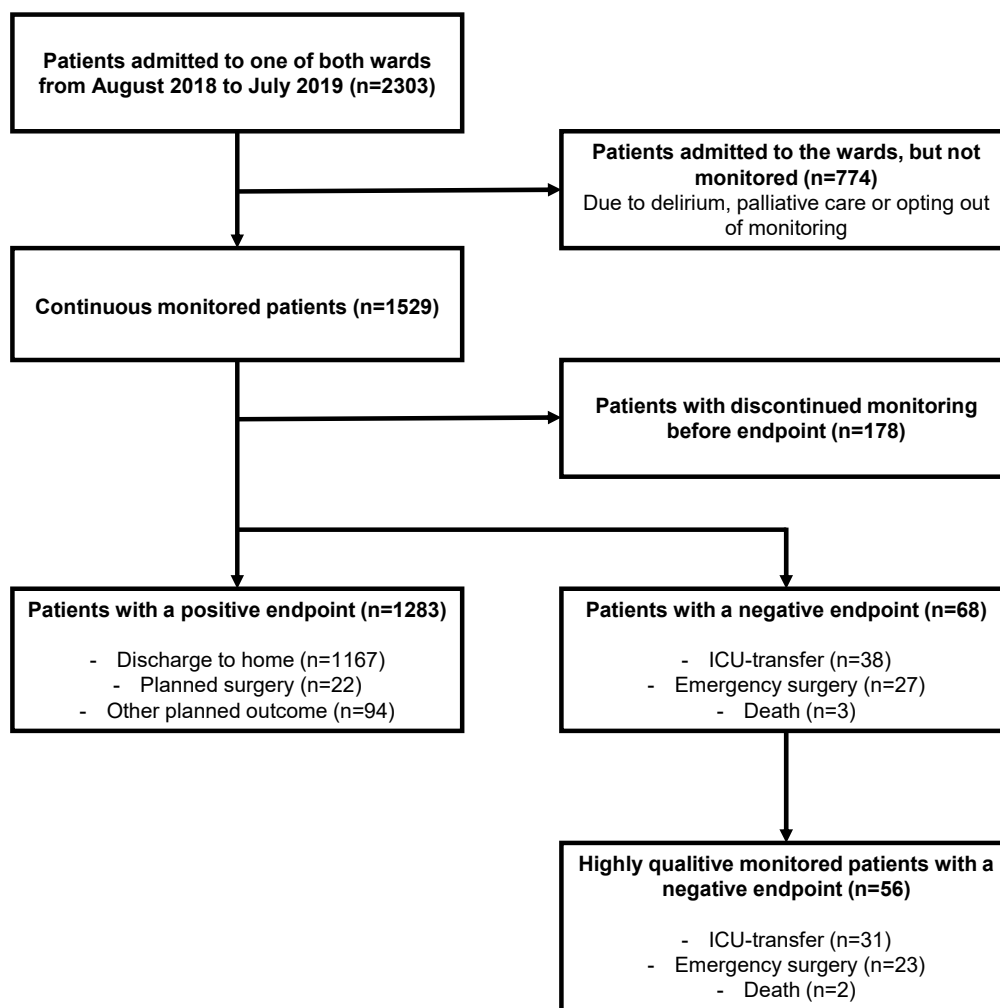 Patients admitted to one of both wards
from August 2018 to July 2019 (n=2303)
Patients admitted to the wards, but not
monitored (n=774)
Due to delirium, palliative care or opting out
of monitoring
Continuous monitored patients (n=1529)
Patients with discontinued monitoring
before endpoint (n=178)
Patients with a positive endpoint (n=1283)
- Discharge to home (n=1167)
- Planned surgery (n=22)
- Other planned outcome (n=94)
Patients with a negative endpoint (n=68)
- ICU-transfer (n=38)
- Emergency surgery (n=27)
- Death (n=3)
Highly qualitive monitored patients with a
negative endpoint (n=56)
- ICU-transfer (n=31)
- Emergency surgery (n=23)
- Death (n=2)